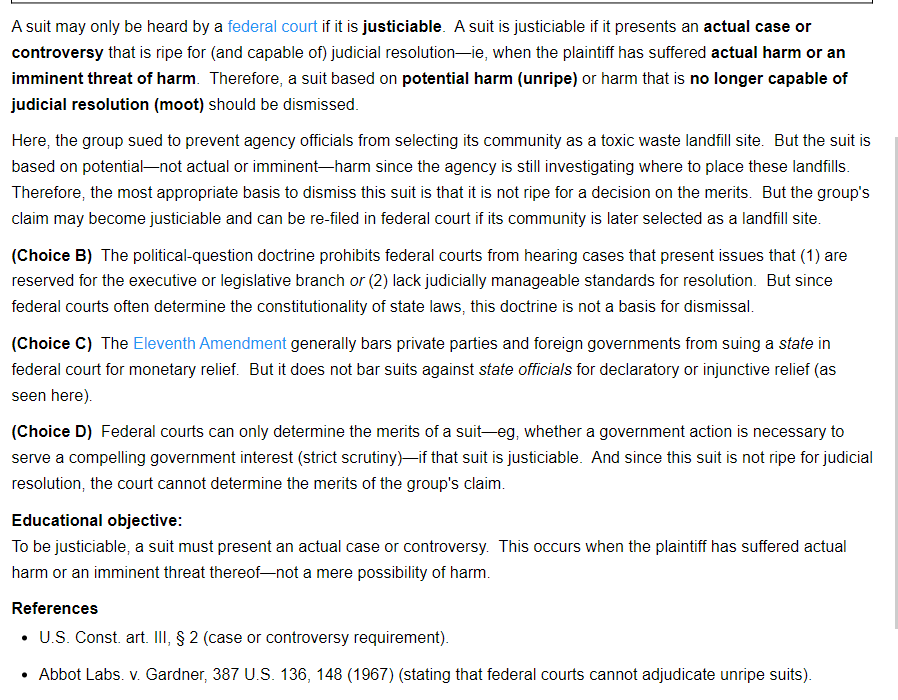 A suit may only be heard by a federal court if it is justiciable.  A suit is justiciable if it presents an actual case or
controversy that is ripe for (and capable of) judicial resolution—ie, when the plaintiff has suffered actual harm or an
imminent threat of harm.  Therefore, a suit based on potential harm (unripe) or harm that is no longer capable of
judicial resolution (moot) should be dismissed.
Here, the group sued to prevent agency officials from selecting its community as a toxic waste landfill site.  But the suit is
based on potential—not actual or imminent—harm since the agency is still investigating where to place these landfills.
Therefore, the most appropriate basis to dismiss this suit is that it is not ripe for a decision on the merits.  But the group's
claim may become justiciable and can be re-filed in federal court if its community is later selected as a landfill site.
(Choice B)  The political-question doctrine prohibits federal courts from hearing cases that present issues that (1) are
reserved for the executive or legislative branch or (2) lack judicially manageable standards for resolution.  But since
federal courts often determine the constitutionality of state laws, this doctrine is not a basis for dismissal.
(Choice C)  The Eleventh Amendment generally bars private parties and foreign governments from suing a state in
federal court for monetary relief.  But it does not bar suits against state officials for declaratory or injunctive relief (as
seen here).
(Choice D)  Federal courts can only determine the merits of a suit—eg, whether a government action is necessary to
serve a compelling government interest (strict scrutiny)—if that suit is justiciable.  And since this suit is not ripe for judicial
resolution, the court cannot determine the merits of the group's claim.
Educational objective:
To be justiciable, a suit must present an actual case or controversy.  This occurs when the plaintiff has suffered actual
harm or an imminent threat thereof—not a mere possibility of harm.
References
• U.S. Const. art. III, § 2 (case or controversy requirement).
• Abbot Labs. v. Gardner, 387 U.S. 136, 148 (1967) (stating that federal courts cannot adjudicate unripe suits).